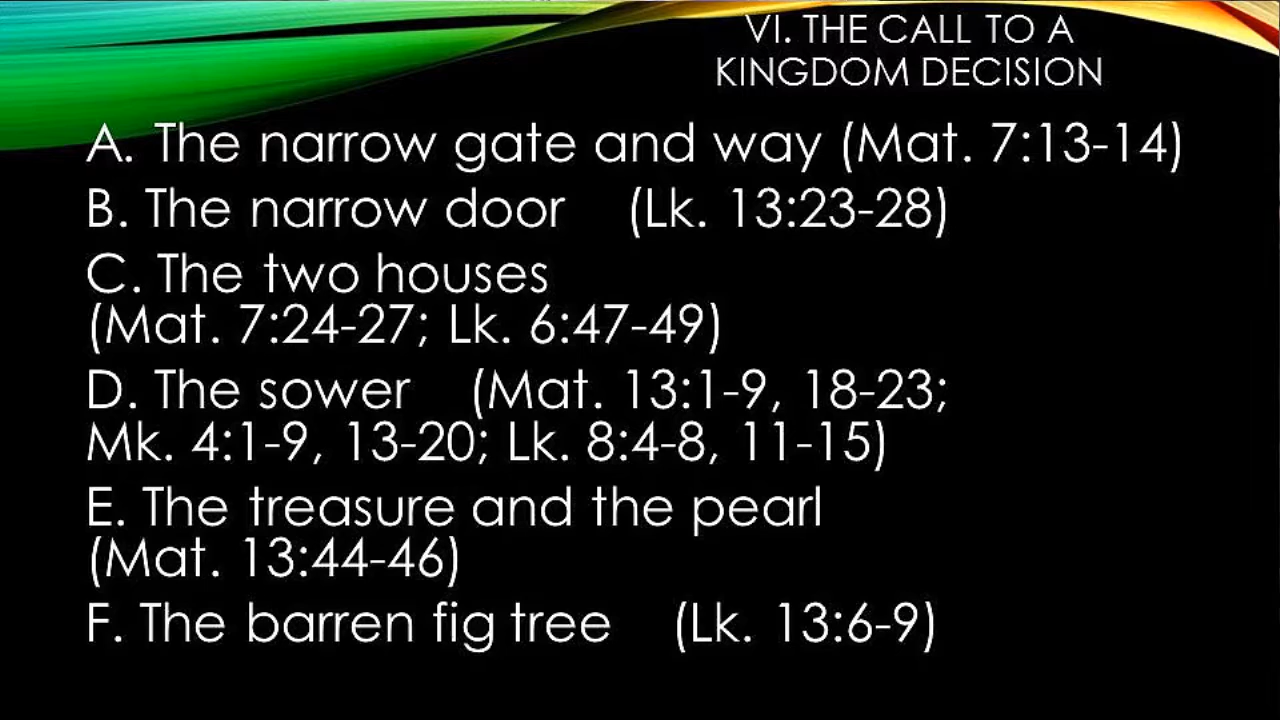 VI. THE CALL TO A
KINGDOM DECISION
A. The narrow gate and way (Mat. 7:13-14)
B. The narrow door (Lk. 13:23-28)
C. The two houses
(Mat. 7:24-27; Lk. 6:47-49)
D. The sower (Mat. 13:1-9, 18-23;
Mk. 4:1-9, 13-20; Lk. 8:4-8, 11-15)
E. The treasure and the pearl
(Mat. 13:44-46)
F. The barren fig tree (Lk. 13:6-9)